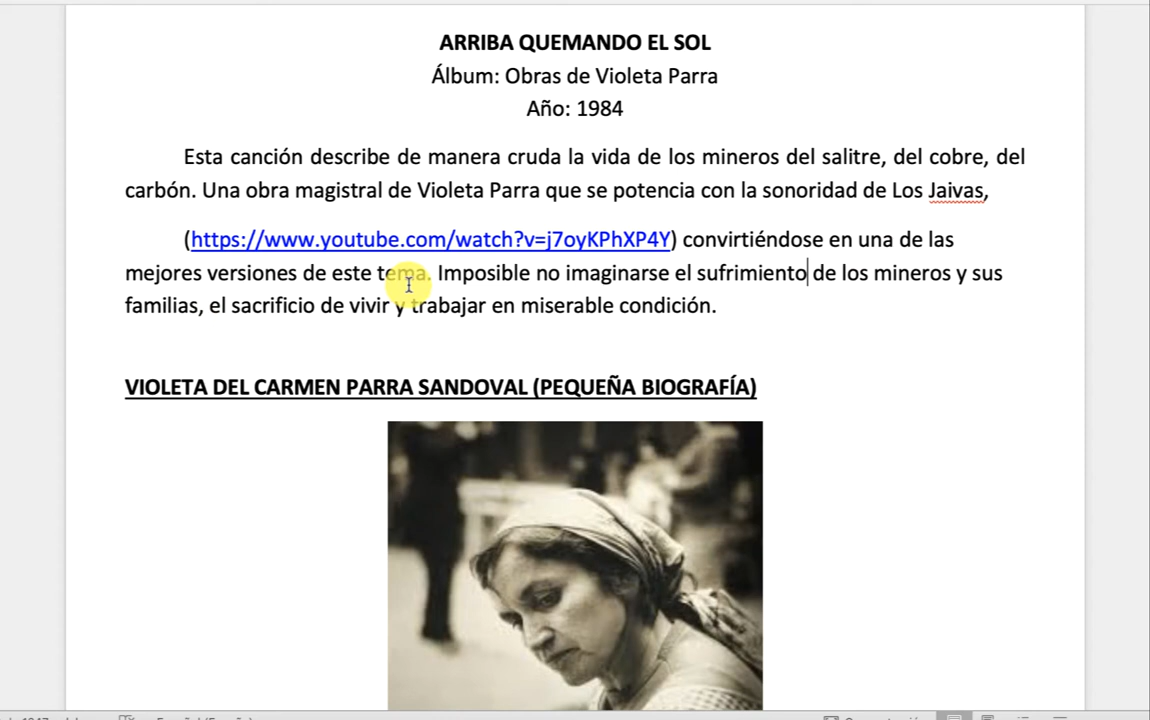 ARRIBA QUEMANDO EL SOL
Álbum: Obras de Violeta Parra
Año: 1984
Esta canción describe de manera cruda la vida de los mineros del salitre, del cobre, del
carbón. Una obra magistral de Violeta Parra que se potencia con la sonoridad de Los Jaivas,
(https://www.youtube.com/watch?v=j7oyKPhXP4Y) convirtiéndose en una de las
mejores versiones de este tema. Imposible no imaginarse el sufrimiento de los mineros y sus
familias, el sacrificio de vivir y trabajar en miserable condición.
VIOLETA DEL CARMEN PARRA SANDOVAL (PEQUEÑA BIOGRAFÍA)